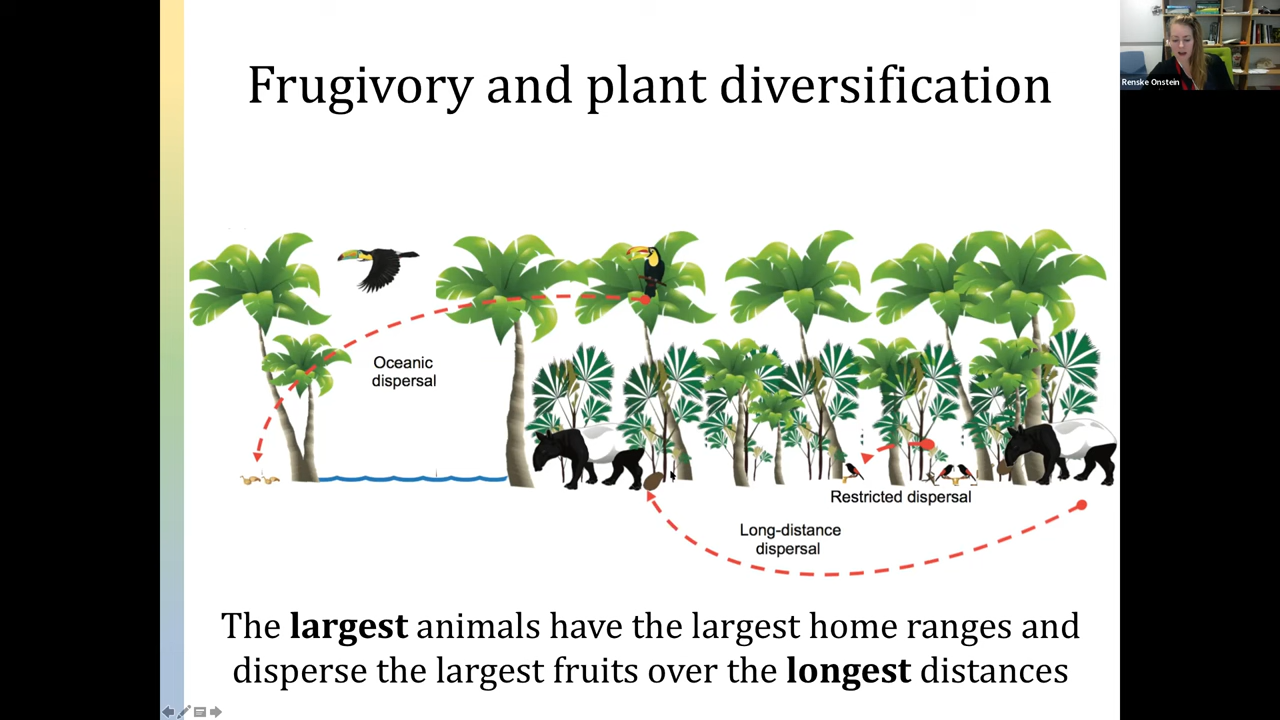 Frugivory and plant diversification
Renske Onstein
Oceanic
dispersal
Restricted dispersal
Long-distance
dispersal
The largest animals have the largest home ranges and
disperse the largest fruits over the longest distances